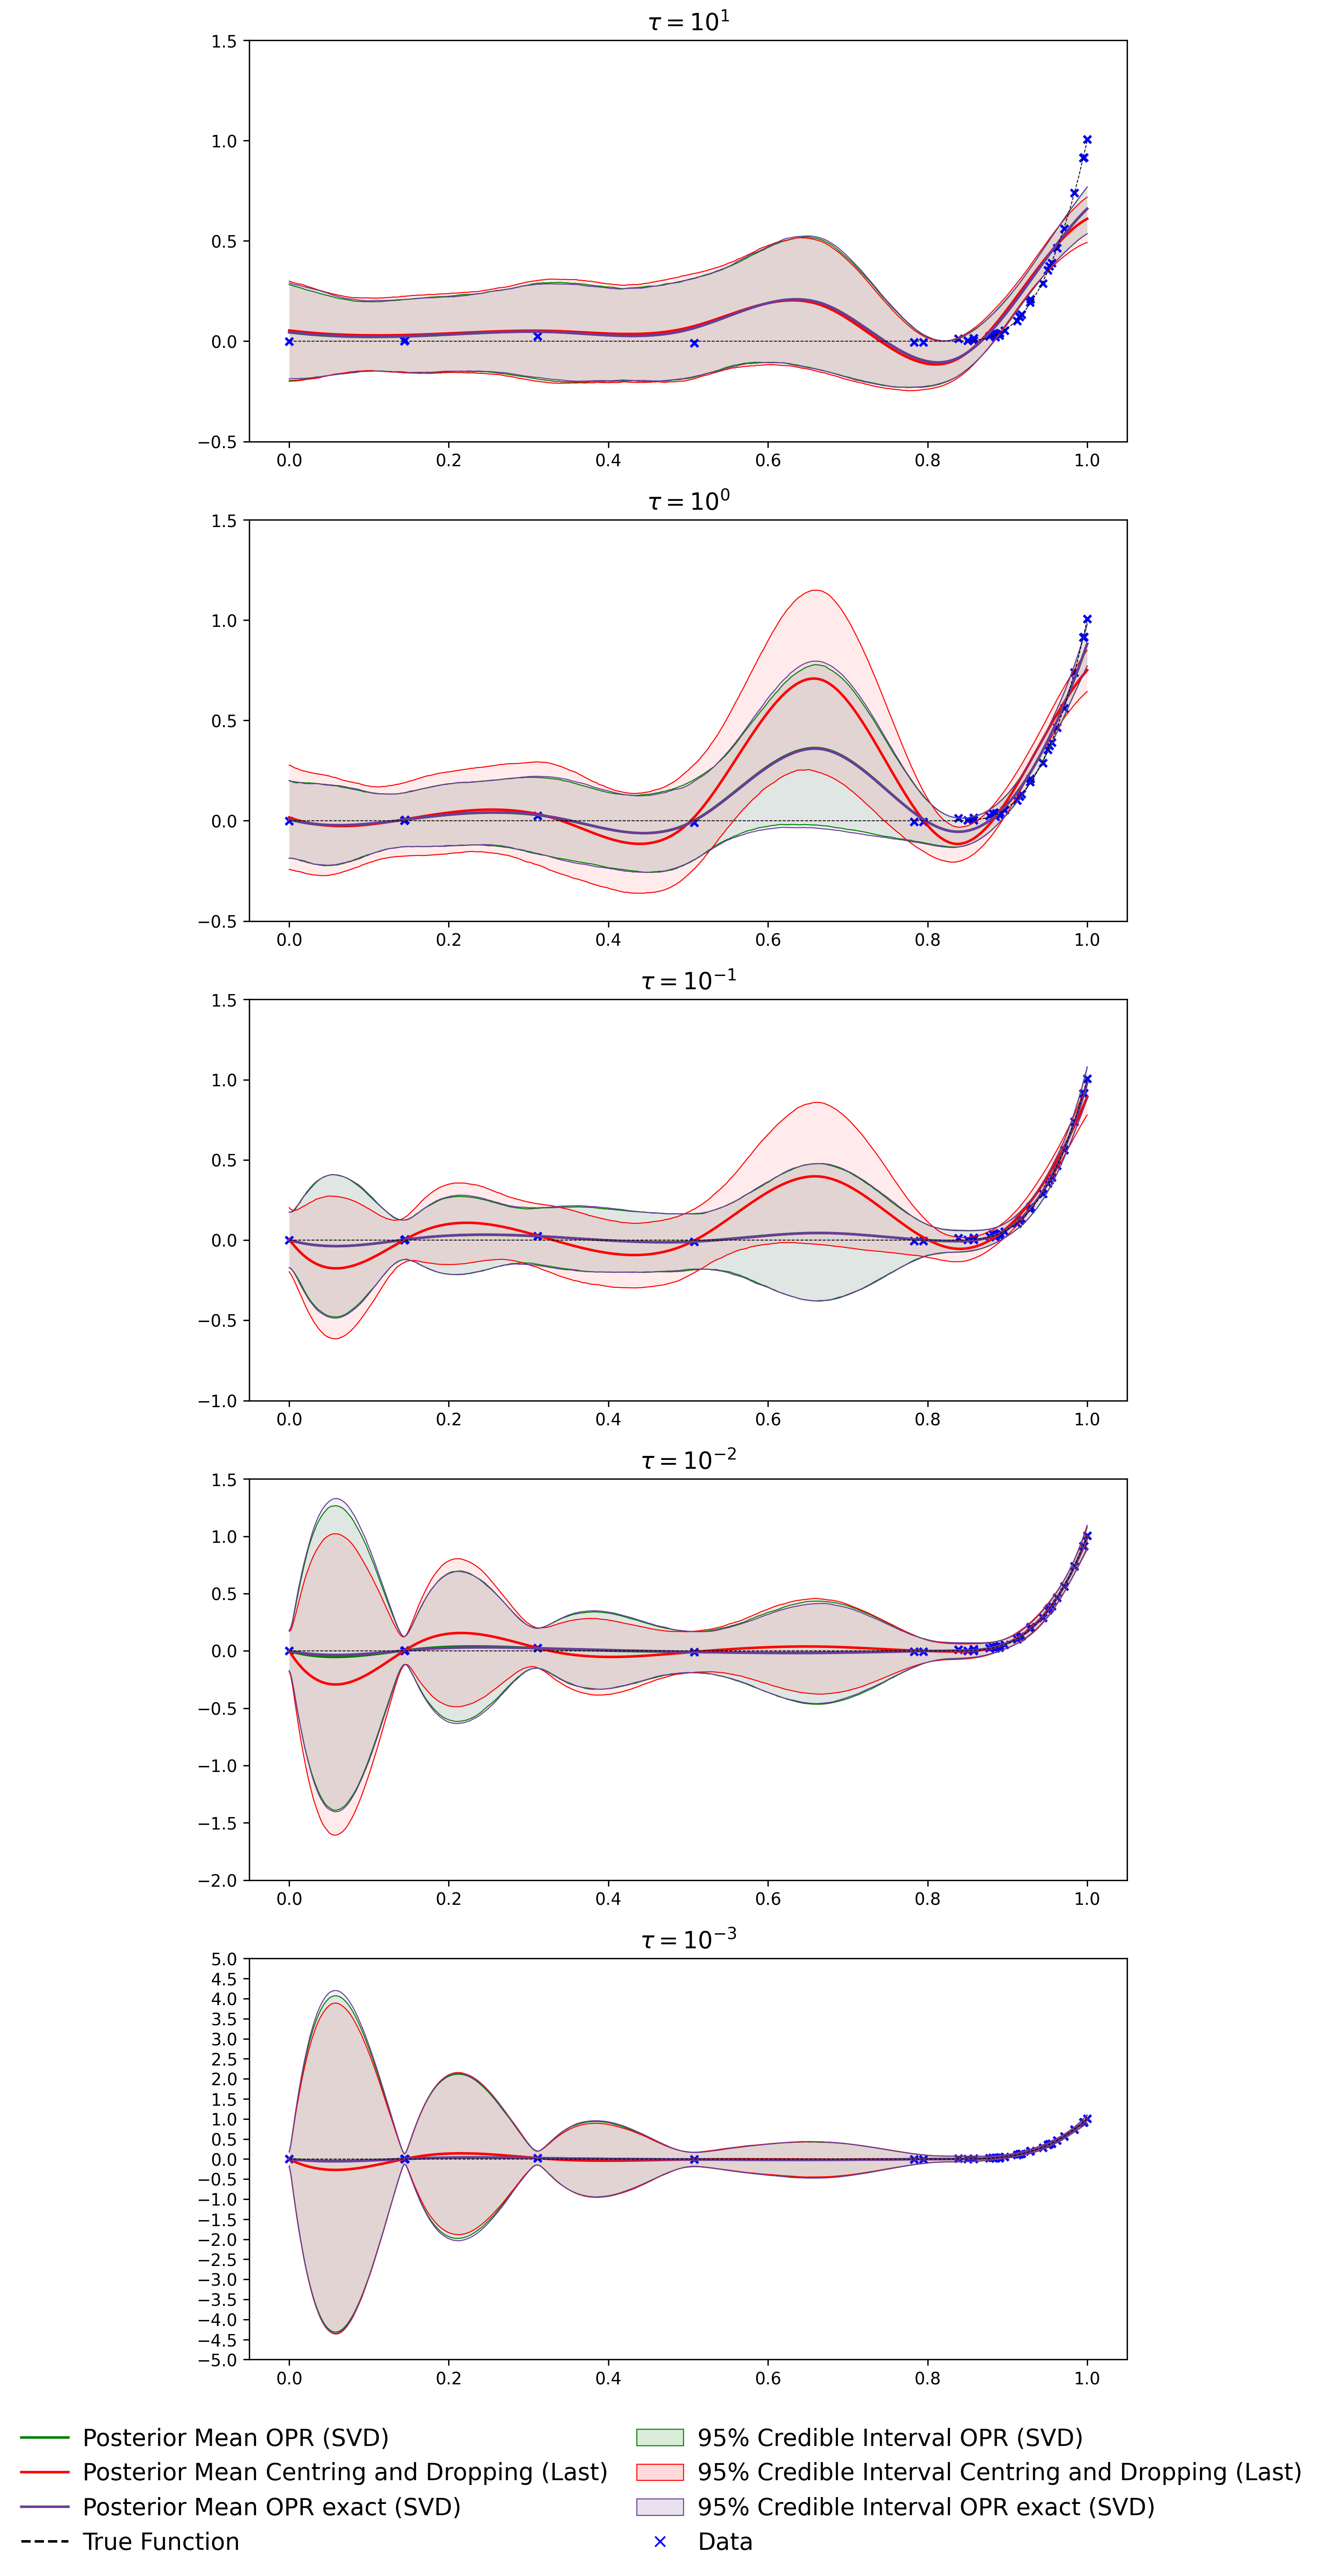 τ = 10¹
1.5
1.0
0.5
0.0
−0.5
0.0 0.2 0.4 0.6 0.8 1.0
τ = 10⁰
1.5
1.0
0.5
0.0
−0.5
0.0 0.2 0.4 0.6 0.8 1.0
τ = 10⁻¹
1.5
1.0
0.5
0.0
−0.5
−1.0
0.0 0.2 0.4 0.6 0.8 1.0
τ = 10⁻²
1.5
1.0
0.5
0.0
−0.5
−1.0
−1.5
−2.0
0.0 0.2 0.4 0.6 0.8 1.0
τ = 10⁻³
5.0
4.5
4.0
3.5
3.0
2.5
2.0
1.5
1.0
0.5
0.0
−0.5
−1.0
−1.5
−2.0
−2.5
−3.0
−3.5
−4.0
−4.5
−5.0
0.0 0.2 0.4 0.6 0.8 1.0
Posterior Mean OPR (SVD)
Posterior Mean Centring and Dropping (Last)
Posterior Mean OPR exact (SVD)
True Function
95% Credible Interval OPR (SVD)
95% Credible Interval Centring and Dropping (Last)
95% Credible Interval OPR exact (SVD)
Data